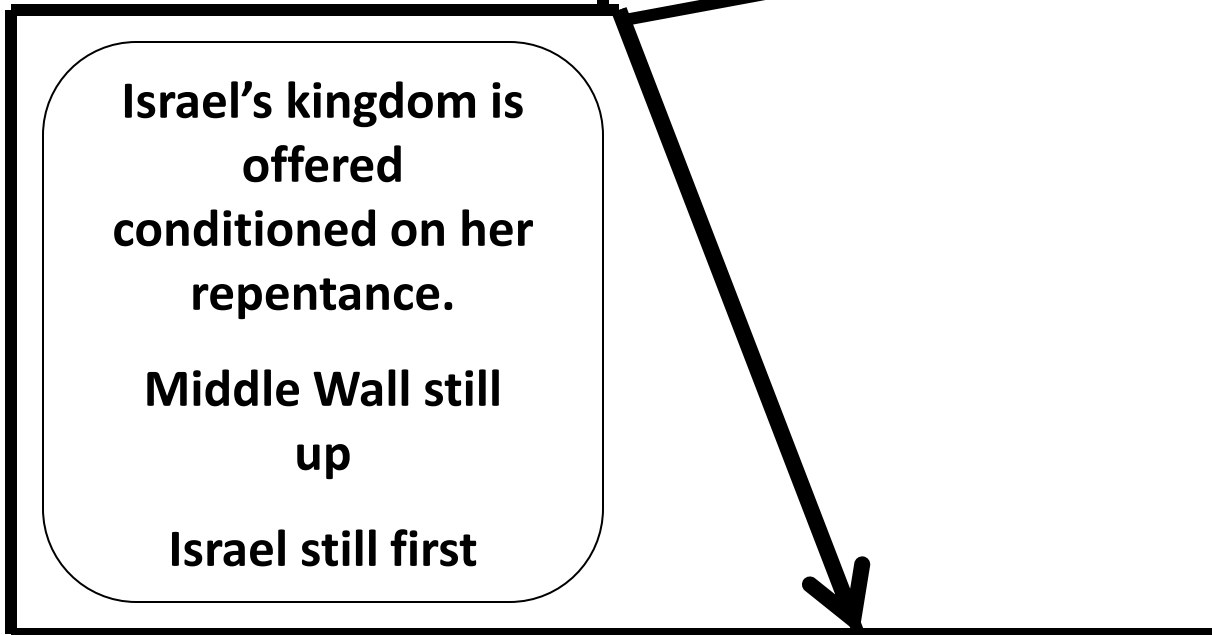 Israel’s kingdom is
offered
conditioned on her
repentance.
Middle Wall still
up
Israel still first